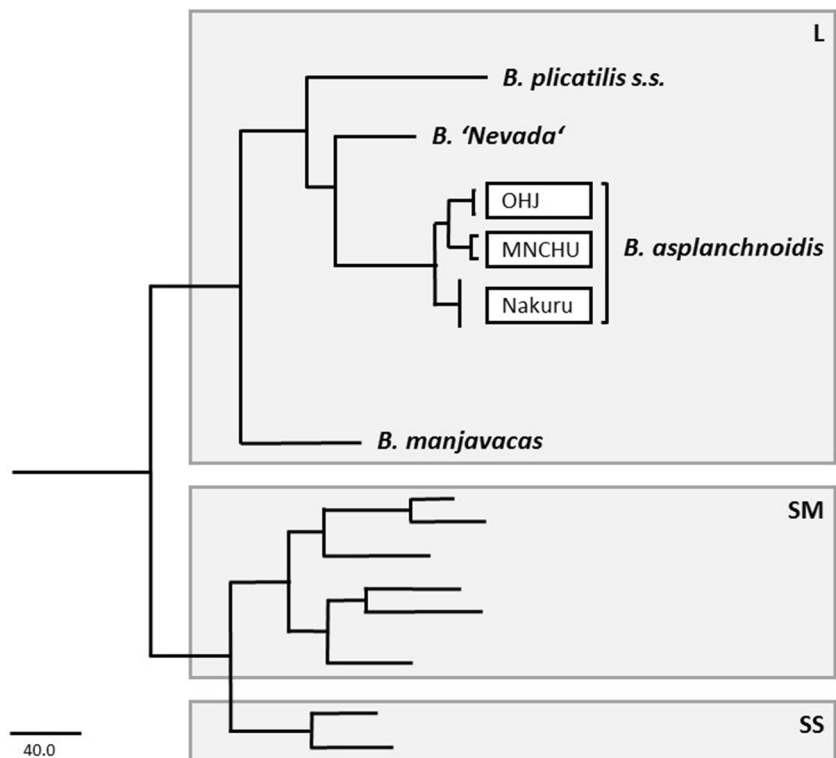 L
B. plicatilis s.s.
B. ‘Nevada‘
OHJ
MNCHU
B. asplanchnoidis
Nakuru
B. manjavacas
SM
SS
40.0